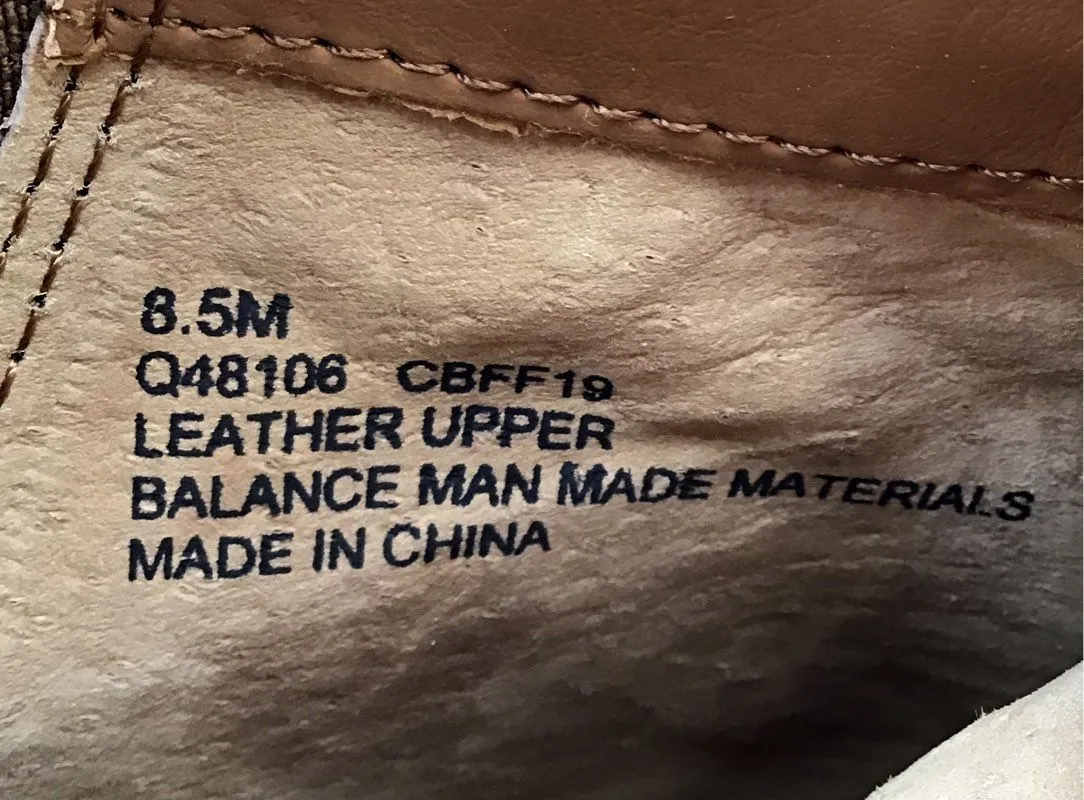 8.5M
Q48106 CBFF19
LEATHER UPPER
BALANCE MAN MADE MATERIALS
MADE IN CHINA